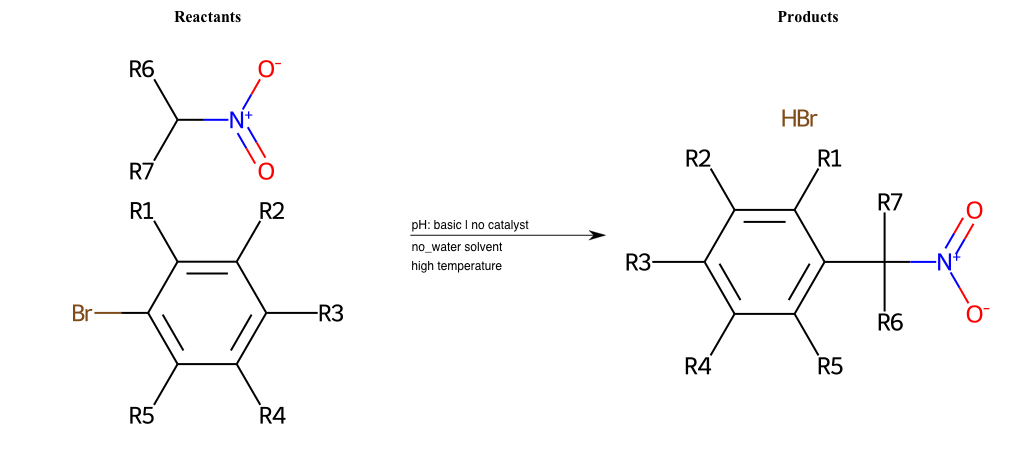 Reactants
Products
R6
O-
N+
R7
O
R1
R2
Br
R3
R5
R4
pH: basic | no catalyst
no_water solvent
high temperature
HBr
R2
R1
R7
O
R3
N+
R6
O-
R4
R5